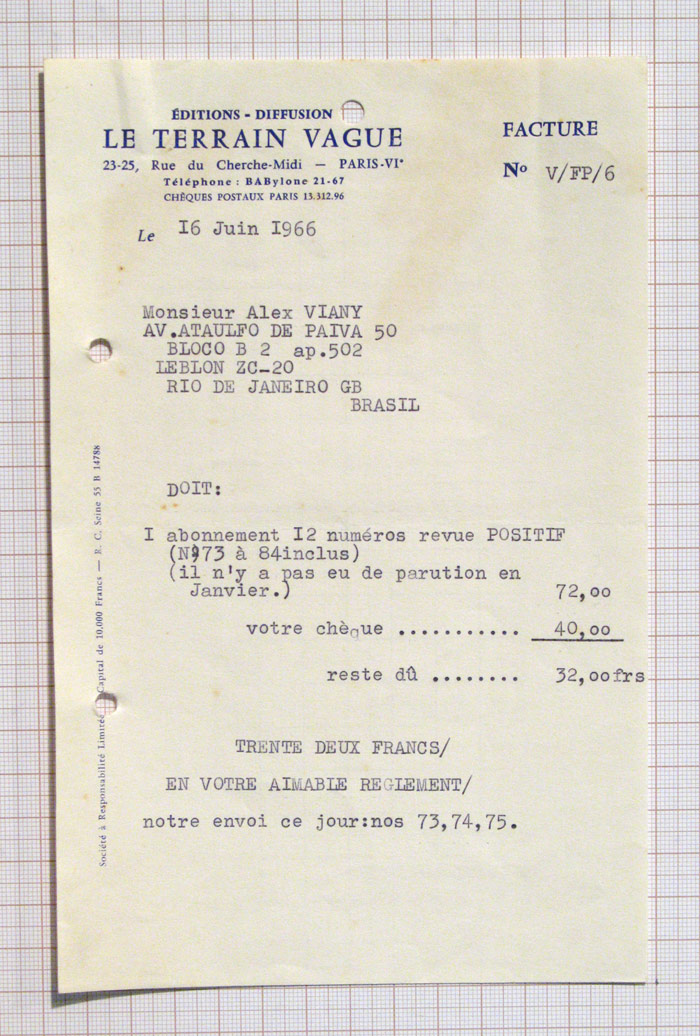 ÉDITIONS - DIFFUSION
LE TERRAIN VAGUE
23-25, Rue du Cherche-Midi — PARIS-VIe
Téléphone : BABylone 21-67
CHÈQUES POSTAUX PARIS 13.312.96
FACTURE
No V/FP/6
Le 16 Juin 1966
Monsieur Alex VIANY
AV.ATAULFO DE PAIVA 50
BLOCO B 2 ap.502
LEBLON ZC-20
RIO DE JANEIRO GB
BRASIL
DOIT:
I abonnement I2 numéros revue POSITIF
(N°73 à 84inclus)
(il n'y a pas eu de parution en
Janvier.) 72,oo
votre chèque ........... 40,oo
reste dû ........ 32,oofrs
TRENTE DEUX FRANCS/
EN VOTRE AIMABLE REGLEMENT/
notre envoi ce jour:nos 73,74,75.
Société à Responsabilité Limitée Capital de 10.000 Francs — R. C. Seine 55 B 14788